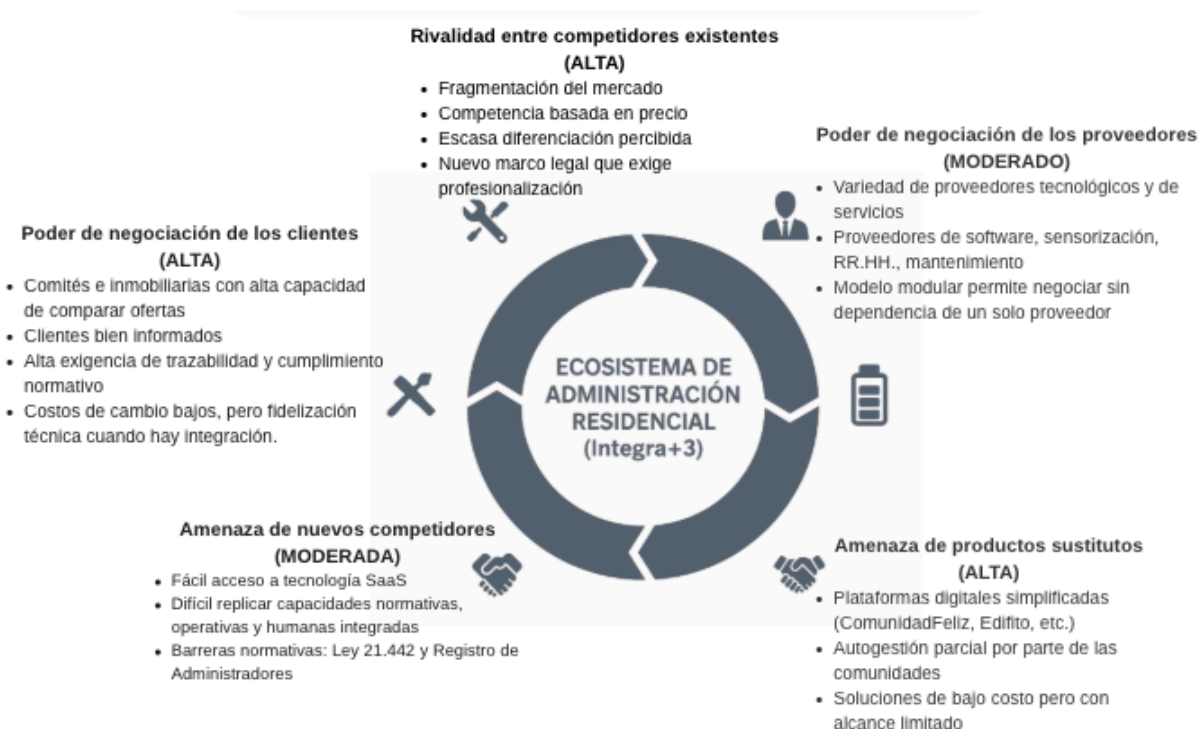 Rivalidad entre competidores existentes
(ALTA)
• Fragmentación del mercado
• Competencia basada en precio
• Escasa diferenciación percibida
• Nuevo marco legal que exige
profesionalización
Poder de negociación de los proveedores
(MODERADO)
• Variedad de proveedores tecnológicos y de
servicios
• Proveedores de software, sensorización,
RR.HH., mantenimiento
• Modelo modular permite negociar sin
dependencia de un solo proveedor
Poder de negociación de los clientes
(ALTA)
• Comités e inmobiliarias con alta capacidad
de comparar ofertas
• Clientes bien informados
• Alta exigencia de trazabilidad y cumplimiento
normativo
• Costos de cambio bajos, pero fidelización
técnica cuando hay integración.
ECOSISTEMA DE
ADMINISTRACIÓN
RESIDENCIAL
(Integra+3)
Amenaza de nuevos competidores
(MODERADA)
• Fácil acceso a tecnología SaaS
• Difícil replicar capacidades normativas,
operativas y humanas integradas
• Barreras normativas: Ley 21.442 y Registro de
Administradores
Amenaza de productos sustitutos
(ALTA)
• Plataformas digitales simplificadas
(ComunidadFeliz, Edifito, etc.)
• Autogestión parcial por parte de las
comunidades
• Soluciones de bajo costo pero con
alcance limitado